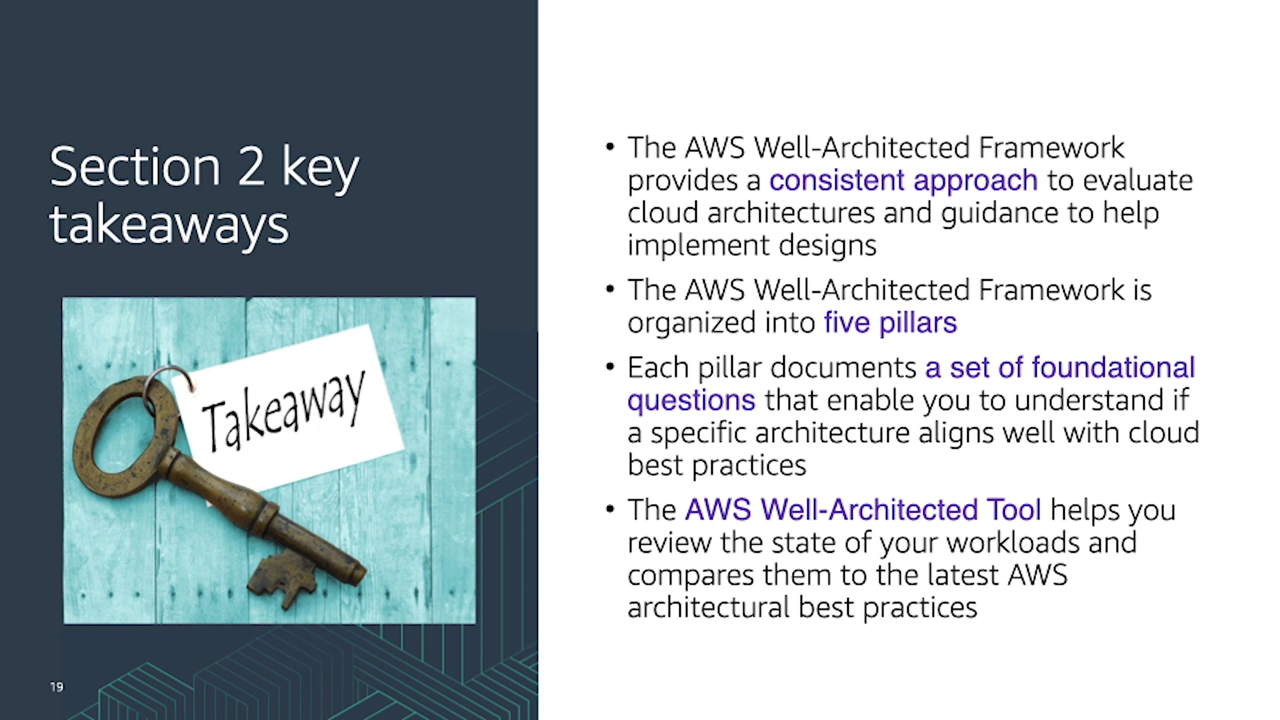 Section 2 key
takeaways
Takeaway
19
• The AWS Well-Architected Framework
provides a consistent approach to evaluate
cloud architectures and guidance to help
implement designs
• The AWS Well-Architected Framework is
organized into five pillars
• Each pillar documents a set of foundational
questions that enable you to understand if
a specific architecture aligns well with cloud
best practices
• The AWS Well-Architected Tool helps you
review the state of your workloads and
compares them to the latest AWS
architectural best practices